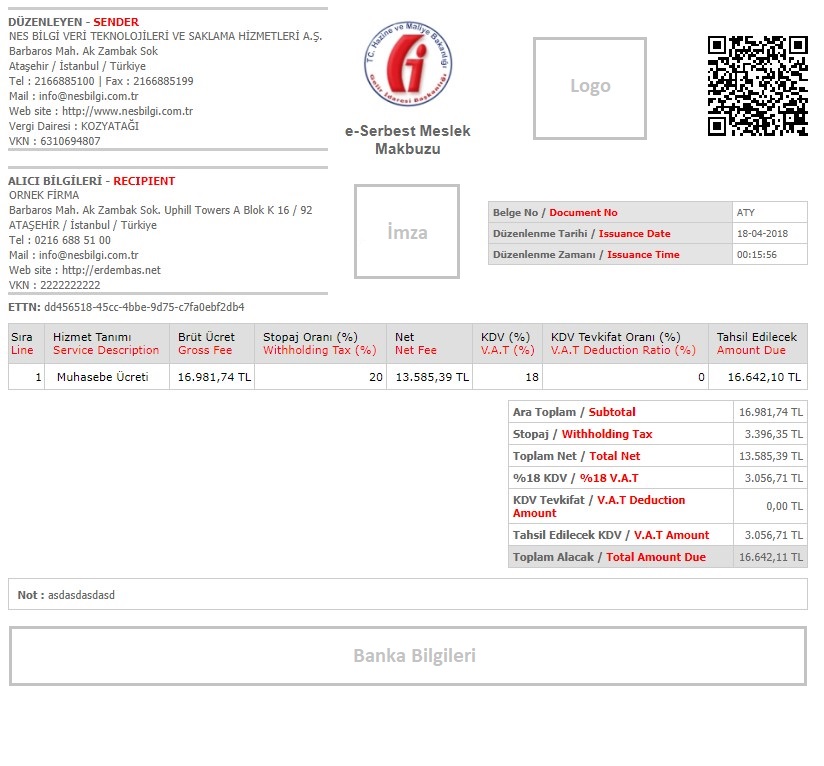 DÜZENLEYEN - SENDER
NES BİLGİ VERİ TEKNOLOJİLERİ VE SAKLAMA HİZMETLERİ A.Ş.
Barbaros Mah. Ak Zambak Sok
Ataşehir / İstanbul / Türkiye
Tel : 2166885100 | Fax : 2166885199
Mail : info@nesbilgi.com.tr
Web site : http://www.nesbilgi.com.tr
Vergi Dairesi : KOZYATAĞI
VKN : 6310694807
T.C. Hazine ve Maliye Bakanlığı
Gelir İdaresi Başkanlığı
e-Serbest Meslek
Makbuzu
Logo
ALICI BİLGİLERİ - RECIPIENT
ORNEK FİRMA
Barbaros Mah. Ak Zambak Sok. Uphill Towers A Blok K 16 / 92
ATAŞEHİR / İstanbul / Türkiye
Tel : 0216 688 51 00
Mail : info@nesbilgi.com.tr
Web site : http://erdembas.net
VKN : 2222222222
İmza
Belge No / Document No ATY
Düzenlenme Tarihi / Issuance Date 18-04-2018
Düzenlenme Zamanı / Issuance Time 00:15:56
ETTN: dd456518-45cc-4bbe-9d75-c7fa0ebf2db4
Sıra Hizmet Tanımı Brüt Ücret Stopaj Oranı (%) Net KDV (%) KDV Tevkifat Oranı (%) Tahsil Edilecek
Line Service Description Gross Fee Withholding Tax (%) Net Fee V.A.T (%) V.A.T Deduction Ratio (%) Amount Due
1 Muhasebe Ücreti 16.981,74 TL 20 13.585,39 TL 18 0 16.642,10 TL
Ara Toplam / Subtotal 16.981,74 TL
Stopaj / Withholding Tax 3.396,35 TL
Toplam Net / Total Net 13.585,39 TL
%18 KDV / %18 V.A.T 3.056,71 TL
KDV Tevkifat / V.A.T Deduction
Amount 0,00 TL
Tahsil Edilecek KDV / V.A.T Amount 3.056,71 TL
Toplam Alacak / Total Amount Due 16.642,11 TL
Not : asdasdasdasd
Banka Bilgileri